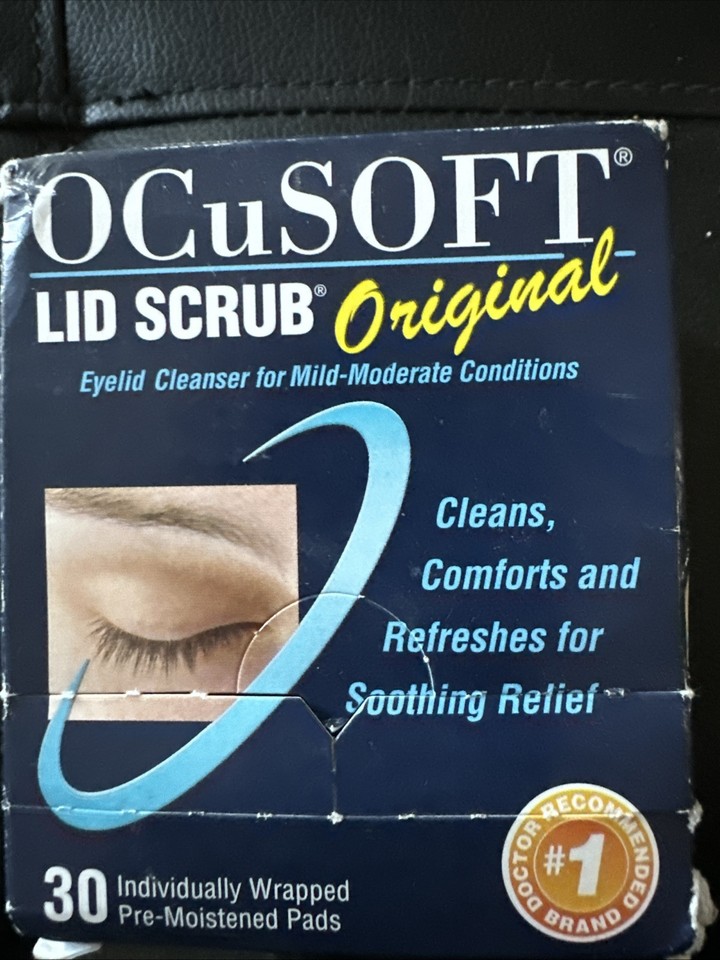 OCuSOFT®
LID SCRUB® Original
Eyelid Cleanser for Mild-Moderate Conditions
Cleans,
Comforts and
Refreshes for
Soothing Relief
30 Individually Wrapped
Pre-Moistened Pads
DOCTOR RECOMMENDED
#1
BRAND